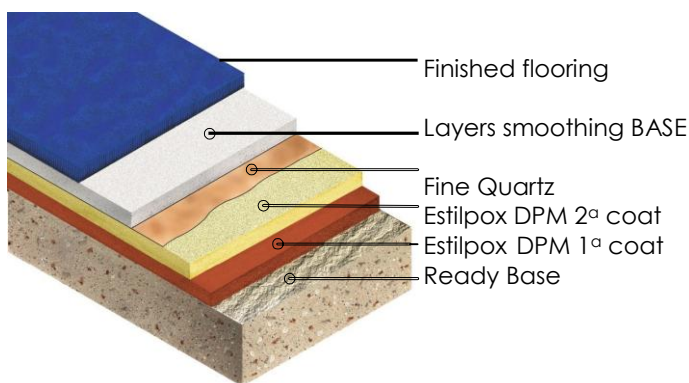 Finished flooring
Layers smoothing BASE
Fine Quartz
Estilpox DPM 2ª coat
Estilpox DPM 1ª coat
Ready Base